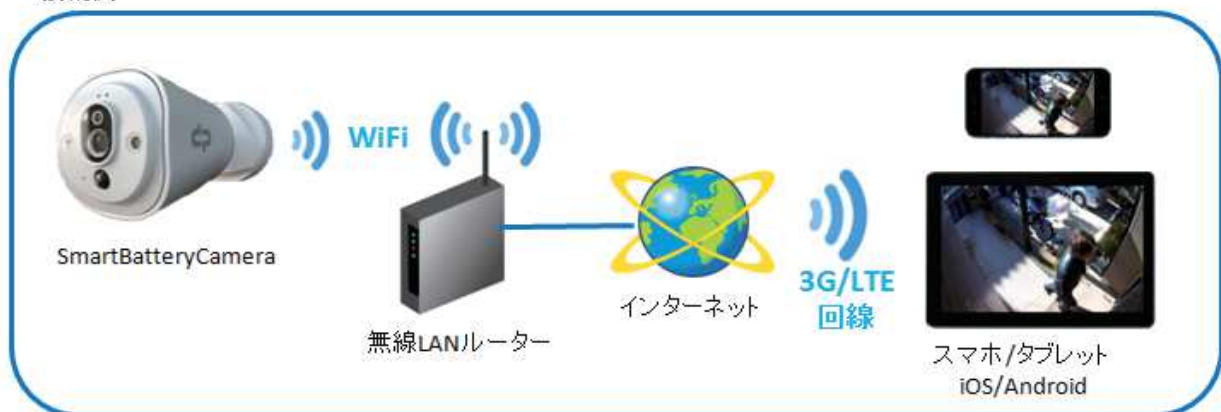 WiFi
SmartBatteryCamera
無線LANルーター
インターネット
3G/LTE
回線
スマホ/タブレット
iOS/Android